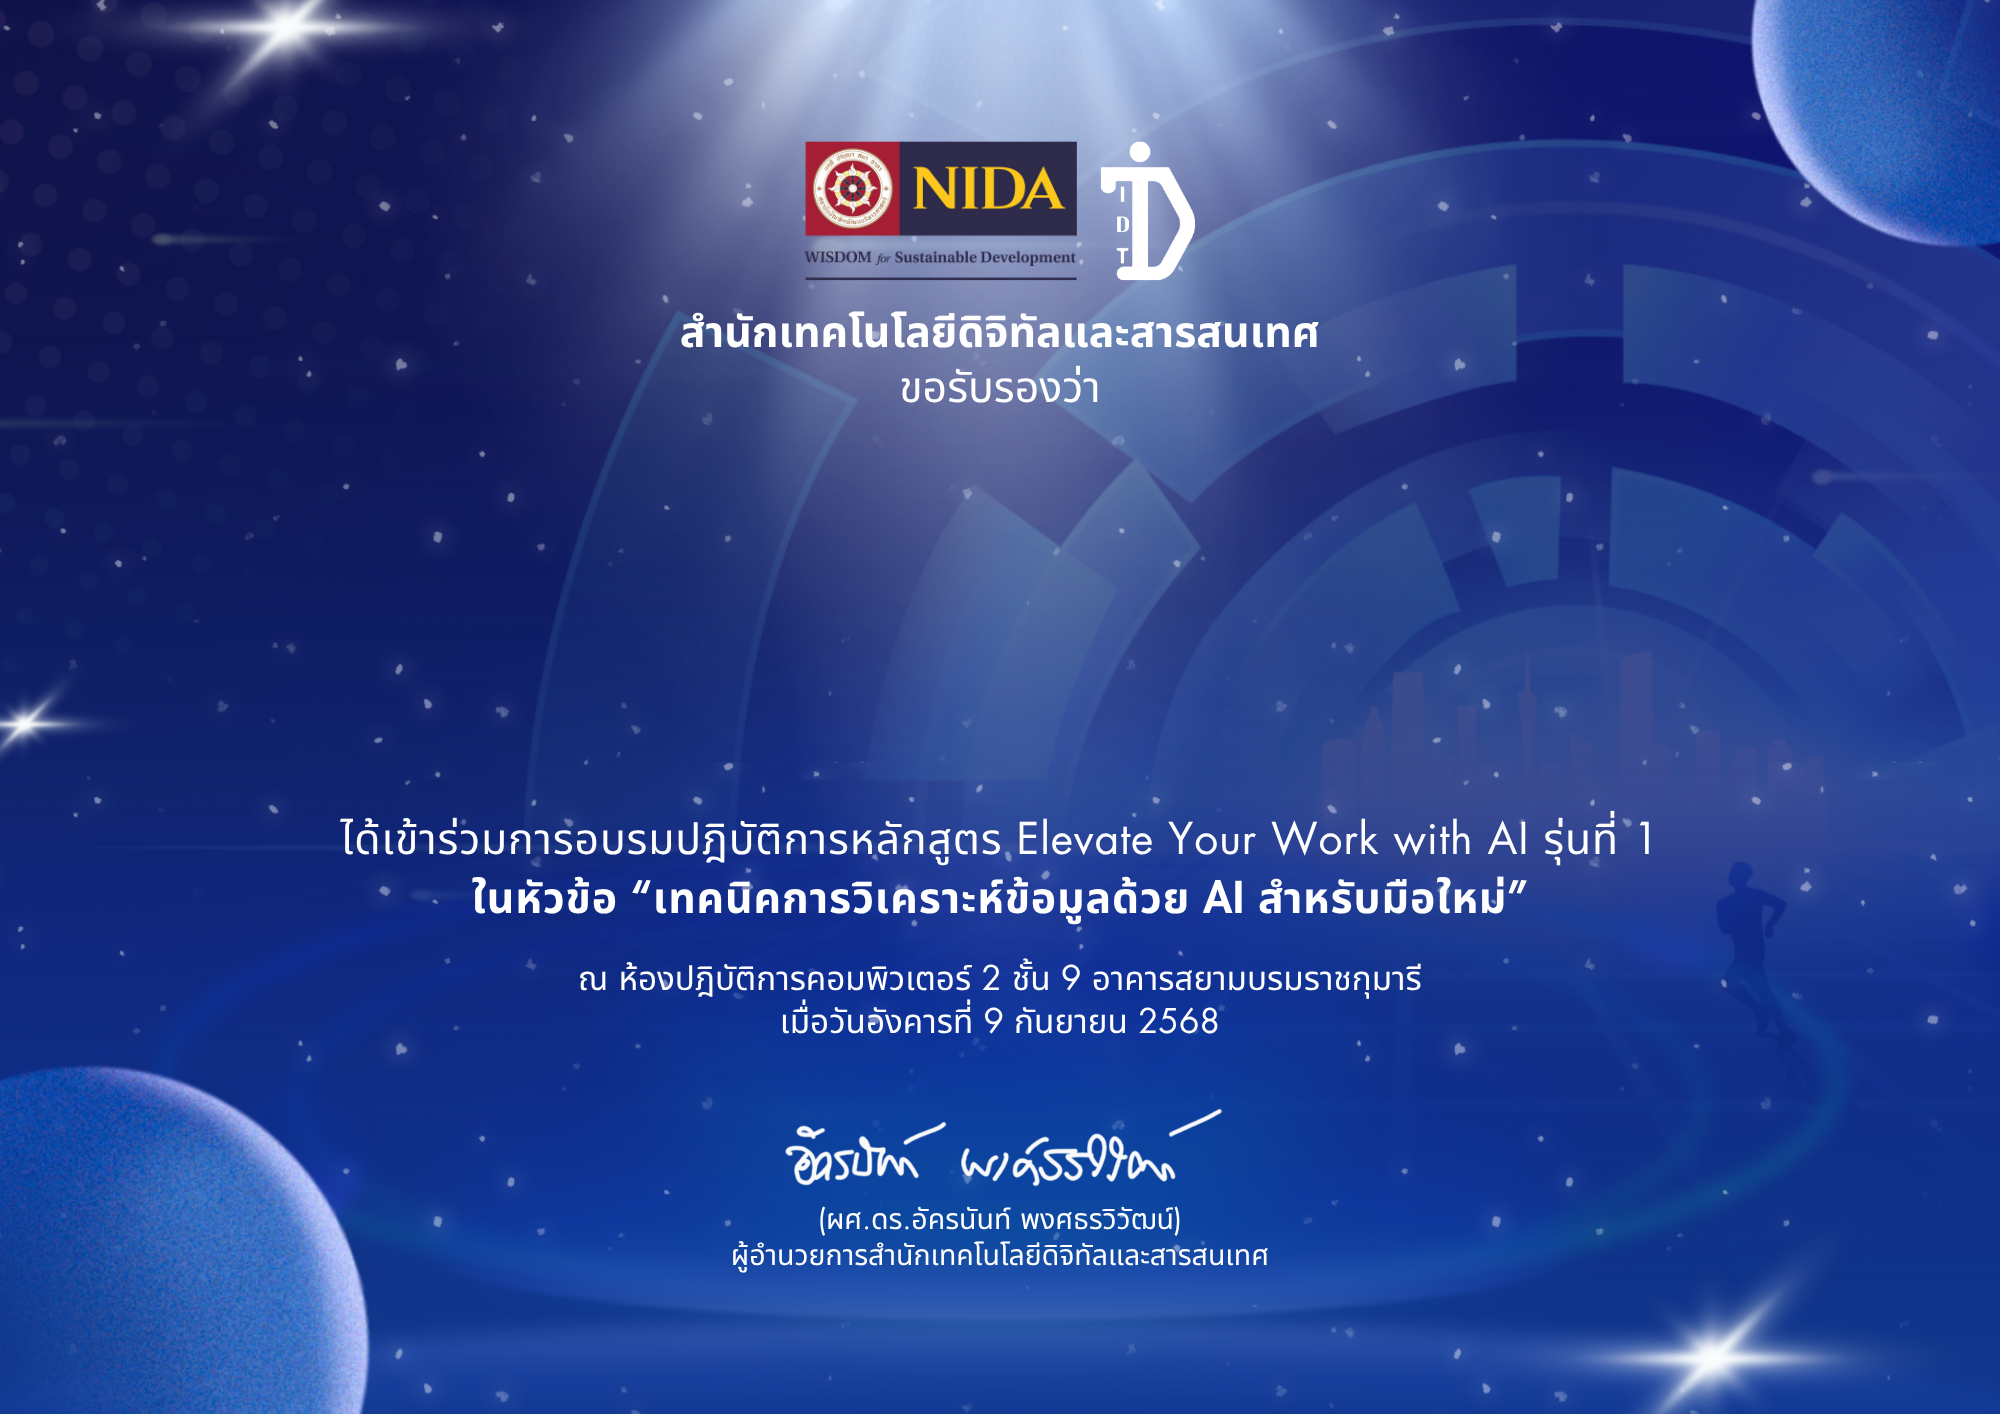 NIDA
WISDOM for Sustainable Development
I
D
T
สำนักเทคโนโลยีดิจิทัลและสารสนเทศ
ขอรับรองว่า
ได้เข้าร่วมการอบรมปฎิบัติการหลักสูตร Elevate Your Work with AI รุ่นที่ 1
ในหัวข้อ “เทคนิคการวิเคราะห์ข้อมูลด้วย AI สำหรับมือใหม่”
ณ ห้องปฎิบัติการคอมพิวเตอร์ 2 ชั้น 9 อาคารสยามบรมราชกุมารี
เมื่อวันอังคารที่ 9 กันยายน 2568
(ผศ.ดร.อัครนันท์ พงศธรวิวัฒน์)
ผู้อำนวยการสำนักเทคโนโลยีดิจิทัลและสารสนเทศ